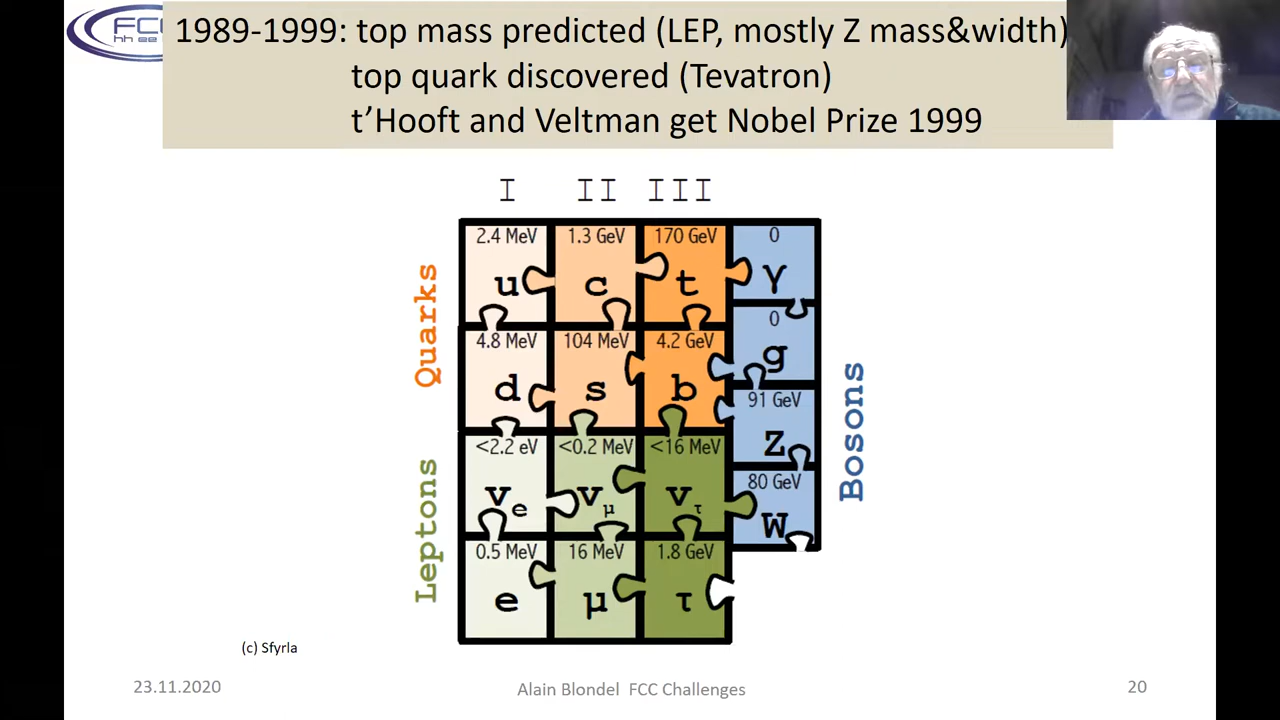 FCC
hh ee
1989-1999: top mass predicted (LEP, mostly Z mass&width)
top quark discovered (Tevatron)
t’Hooft and Veltman get Nobel Prize 1999
I II III
Quarks
2.4 MeV
u
1.3 GeV
c
170 GeV
t
0
γ
4.8 MeV
d
104 MeV
s
4.2 GeV
b
0
g
91 GeV
Z
Bosons
Leptons
<2.2 eV
νe
<0.2 MeV
νμ
<16 MeV
ντ
80 GeV
W
0.5 MeV
e
16 MeV
μ
1.8 GeV
τ
(c) Sfyrla
23.11.2020
Alain Blondel FCC Challenges
20